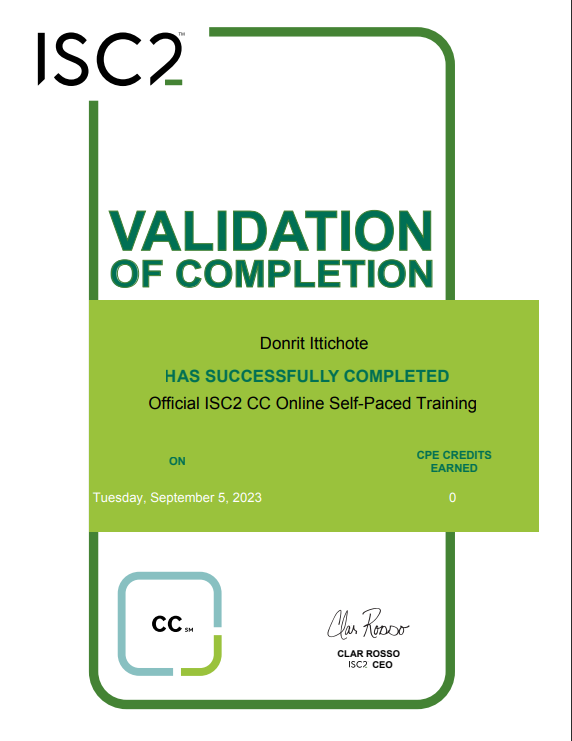 ISC2™
VALIDATION
OF COMPLETION
Donrit Ittichote
HAS SUCCESSFULLY COMPLETED
Official ISC2 CC Online Self-Paced Training
ON
CPE CREDITS
EARNED
Tuesday, September 5, 2023
0
CC SM
Clar Rosso
CLAR ROSSO
ISC2 CEO